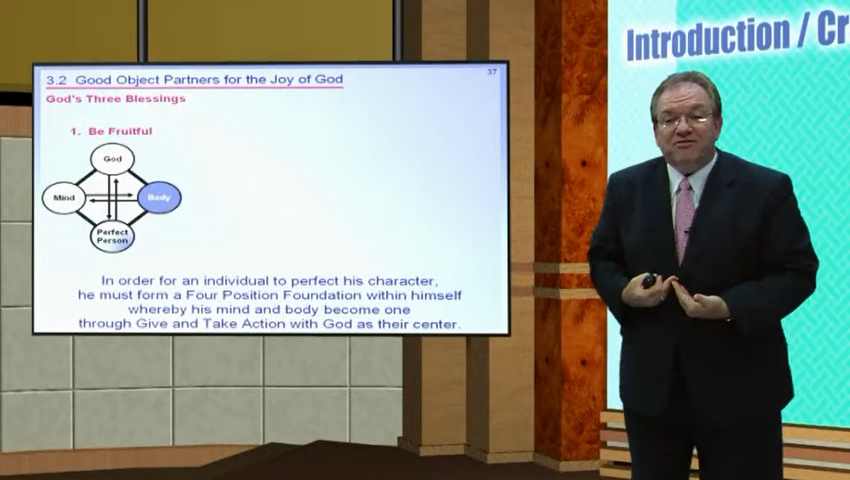 3.2 Good Object Partners for the Joy of God
37
God's Three Blessings
1. Be Fruitful
God
Mind
Body
Perfect
Person
In order for an individual to perfect his character,
he must form a Four Position Foundation within himself
whereby his mind and body become one
through Give and Take Action with God as their center.
Introduction / Cr